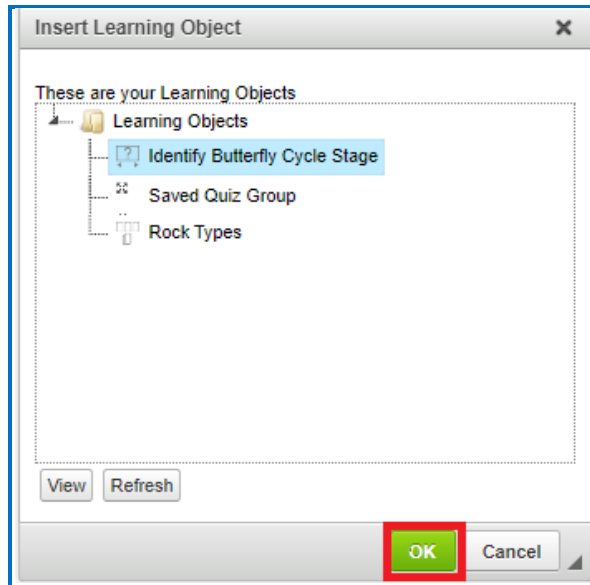 Insert Learning Object
These are your Learning Objects
Learning Objects
Identify Butterfly Cycle Stage
Saved Quiz Group
Rock Types
View Refresh
OK Cancel